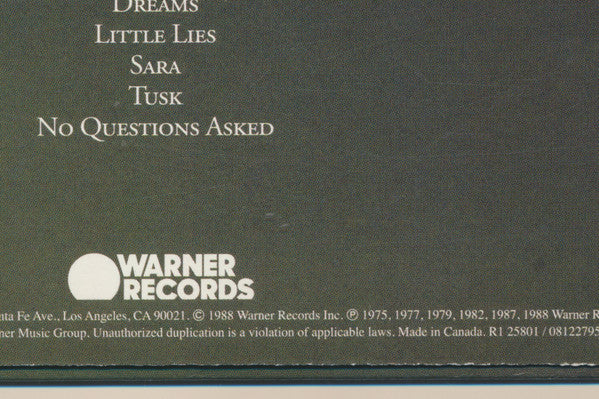 DREAMS
LITTLE LIES
SARA
TUSK
NO QUESTIONS ASKED
WARNER
RECORDS
Fe Ave., Los Angeles, CA 90021. © 1988 Warner Records Inc. ℗ 1975, 1977, 1979, 1982, 1987, 1988 Warner R
Music Group. Unauthorized duplication is a violation of applicable laws. Made in Canada. R1 25801 / 08122795